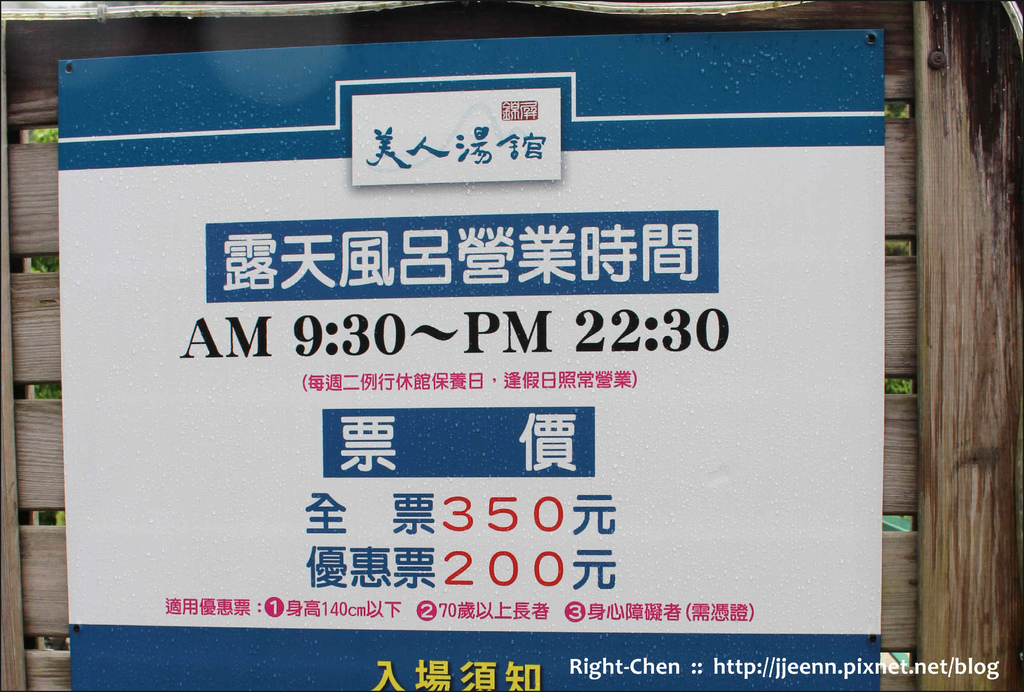 錦屏
美人湯館
露天風呂營業時間
AM 9:30～PM 22:30
(每週二例行休館保養日，逢假日照常營業)
票 價
全 票350元
優惠票200元
適用優惠票：❶身高140cm以下 ❷70歲以上長者 ❸身心障礙者(需憑證)
入場須知
Right-Chen :: http://jjeenn.pixnet.net/blog